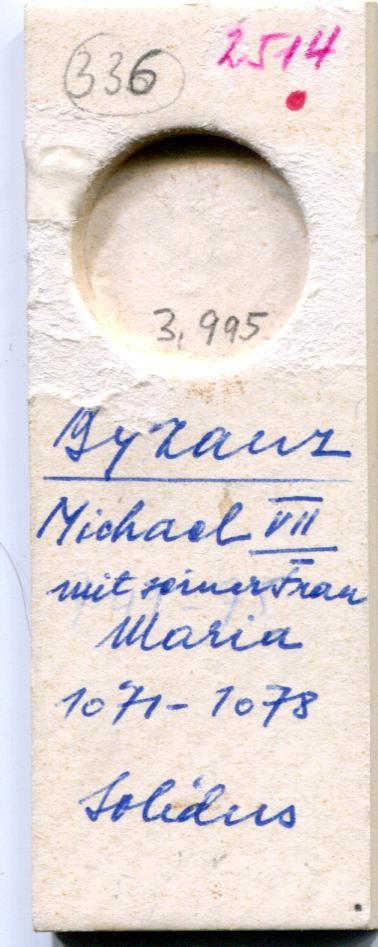 336
2514
3,995
Byzanz
Michael VII
mit seiner Frau
Maria
1071-1078
Solidus